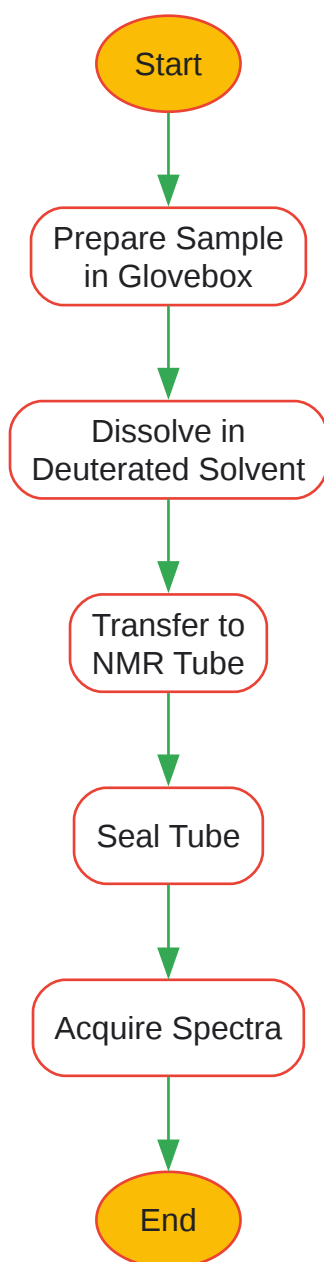 Start
Prepare Sample
in Glovebox
Dissolve in
Deuterated Solvent
Transfer to
NMR Tube
Seal Tube
Acquire Spectra
End